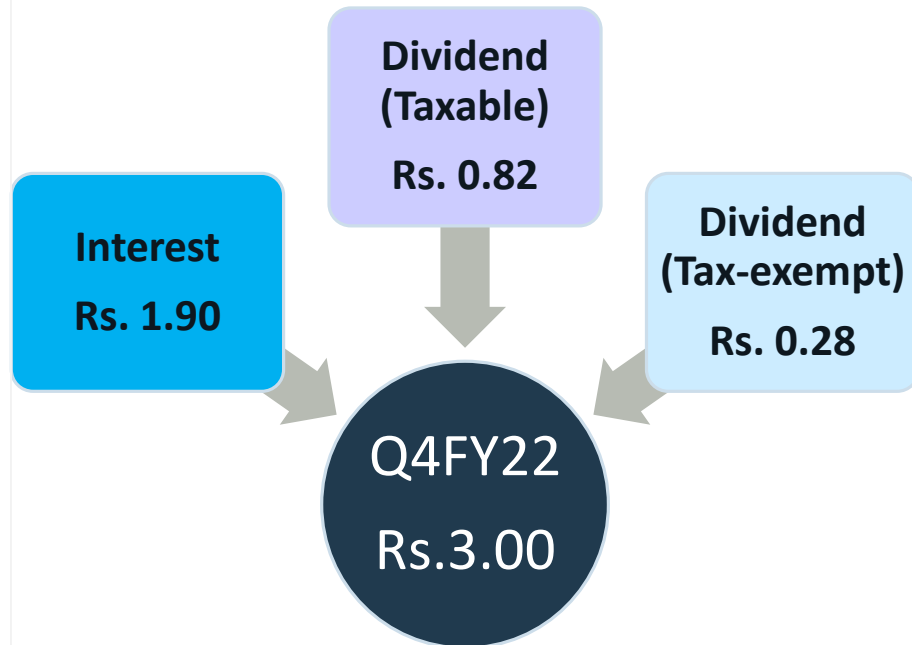 Dividend
(Taxable)
Rs. 0.82
Interest
Rs. 1.90
Dividend
(Tax-exempt)
Rs. 0.28
Q4FY22
Rs.3.00